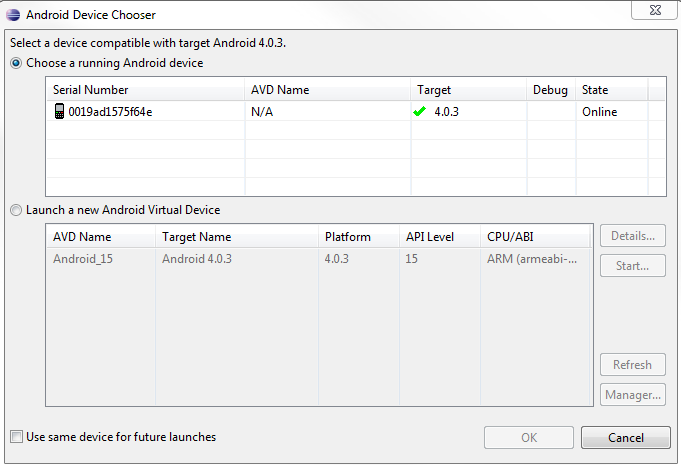 Android Device Chooser
Select a device compatible with target Android 4.0.3.
Choose a running Android device
Serial Number AVD Name Target Debug State
0019ad1575f64e N/A 4.0.3 Online
Launch a new Android Virtual Device
AVD Name Target Name Platform API Level CPU/ABI
Android_15 Android 4.0.3 4.0.3 15 ARM (armeabi-...
Details...
Start...
Refresh
Manager...
Use same device for future launches
OK Cancel